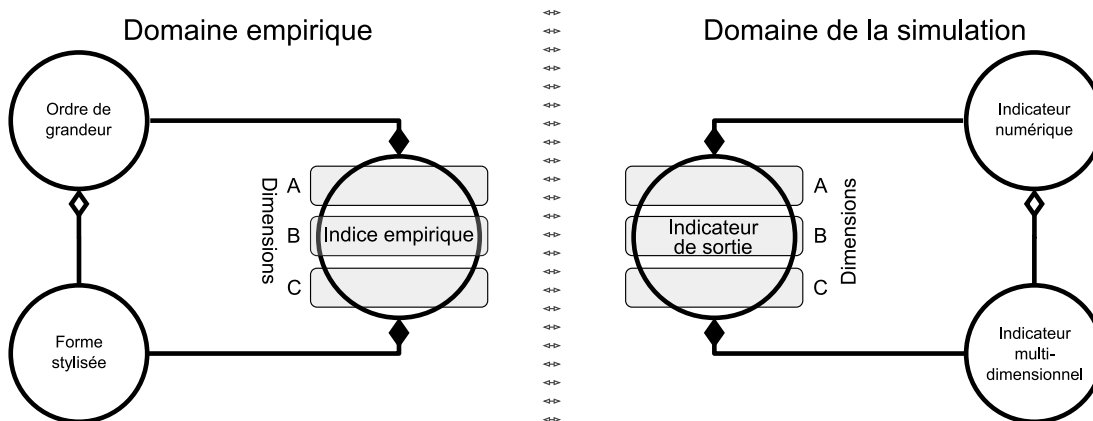 Domaine empirique
Ordre de
grandeur
A
B
C
Dimensions
Indice empirique
Forme
stylisée
Domaine de la simulation
Indicateur
numérique
Indicateur
de sortie
A
B
C
Dimensions
Indicateur
multi-
dimensionnel